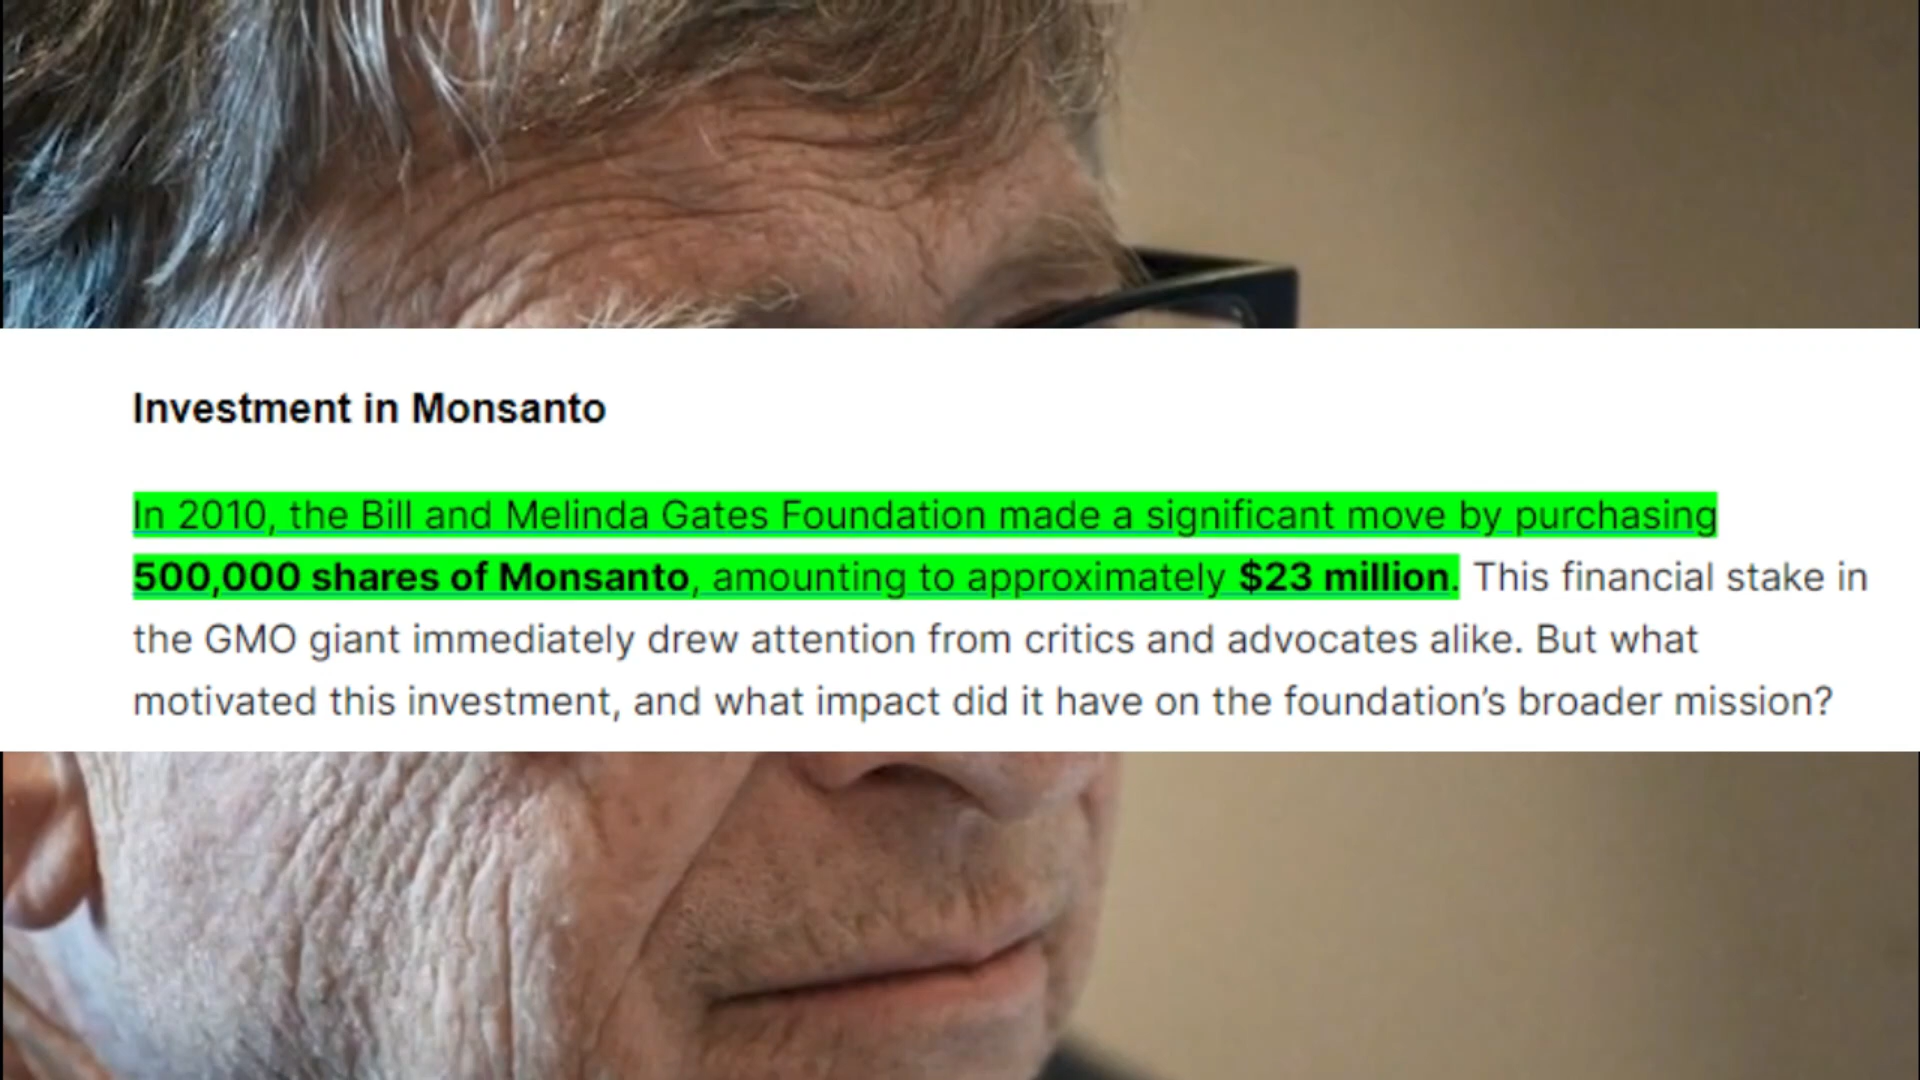 Investment in Monsanto
In 2010, the Bill and Melinda Gates Foundation made a significant move by purchasing
500,000 shares of Monsanto, amounting to approximately $23 million. This financial stake in
the GMO giant immediately drew attention from critics and advocates alike. But what
motivated this investment, and what impact did it have on the foundation’s broader mission?